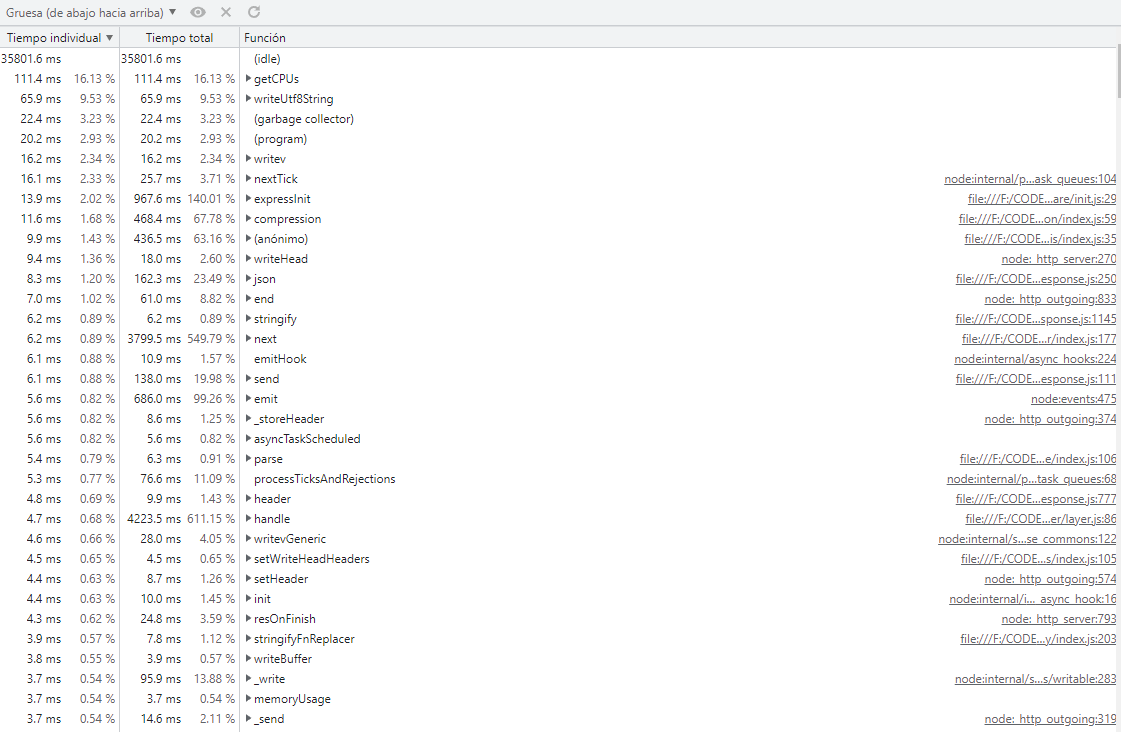 Gruesa (de abajo hacia arriba) ▼
Tiempo individual ▼ Tiempo total Función
35801.6 ms 35801.6 ms (idle)
111.4 ms 16.13 % 111.4 ms 16.13 % getCPUs
65.9 ms 9.53 % 65.9 ms 9.53 % writeUtf8String
22.4 ms 3.23 % 22.4 ms 3.23 % (garbage collector)
20.2 ms 2.93 % 20.2 ms 2.93 % (program)
16.2 ms 2.34 % 16.2 ms 2.34 % writev
16.1 ms 2.33 % 25.7 ms 3.71 % nextTick node:internal/p…ask_queues:104
13.9 ms 2.02 % 967.6 ms 140.01 % expressInit file:///F:/CODE…are/init.js:29
11.6 ms 1.68 % 468.4 ms 67.78 % compression file:///F:/CODE…on/index.js:59
9.9 ms 1.43 % 436.5 ms 63.16 % (anónimo) file:///F:/CODE…is/index.js:35
9.4 ms 1.36 % 18.0 ms 2.60 % writeHead node:_http_server:270
8.3 ms 1.20 % 162.3 ms 23.49 % json file:///F:/CODE…esponse.js:250
7.0 ms 1.02 % 61.0 ms 8.82 % end node:_http_outgoing:833
6.2 ms 0.89 % 6.2 ms 0.89 % stringify file:///F:/CODE…sponse.js:1145
6.2 ms 0.89 % 3799.5 ms 549.79 % next file:///F:/CODE…r/index.js:177
6.1 ms 0.88 % 10.9 ms 1.57 % emitHook node:internal/async_hooks:224
6.1 ms 0.88 % 138.0 ms 19.98 % send file:///F:/CODE…esponse.js:111
5.6 ms 0.82 % 686.0 ms 99.26 % emit node:events:475
5.6 ms 0.82 % 8.6 ms 1.25 % _storeHeader node:_http_outgoing:374
5.6 ms 0.82 % 5.6 ms 0.82 % asyncTaskScheduled
5.4 ms 0.79 % 6.3 ms 0.91 % parse file:///F:/CODE…e/index.js:106
5.3 ms 0.77 % 76.6 ms 11.09 % processTicksAndRejections node:internal/p…task_queues:68
4.8 ms 0.69 % 9.9 ms 1.43 % header file:///F:/CODE…esponse.js:777
4.7 ms 0.68 % 4223.5 ms 611.15 % handle file:///F:/CODE…er/layer.js:86
4.6 ms 0.66 % 28.0 ms 4.05 % writevGeneric node:internal/s…se_commons:122
4.5 ms 0.65 % 4.5 ms 0.65 % setWriteHeadHeaders file:///F:/CODE…s/index.js:105
4.4 ms 0.63 % 8.7 ms 1.26 % setHeader node:_http_outgoing:574
4.4 ms 0.63 % 10.0 ms 1.45 % init node:internal/i…_async_hook:16
4.3 ms 0.62 % 24.8 ms 3.59 % resOnFinish node:_http_server:793
3.9 ms 0.57 % 7.8 ms 1.12 % stringifyFnReplacer file:///F:/CODE…y/index.js:203
3.8 ms 0.55 % 3.9 ms 0.57 % writeBuffer
3.7 ms 0.54 % 95.9 ms 13.88 % _write node:internal/s…s/writable:283
3.7 ms 0.54 % 3.7 ms 0.54 % memoryUsage
3.7 ms 0.54 % 14.6 ms 2.11 % _send node:_http_outgoing:319